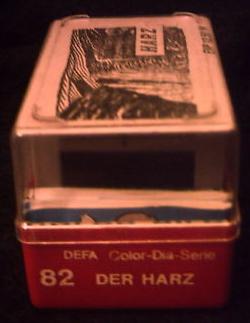 HARZ
DEFA Color-Dia-Serie
82 DER HARZ